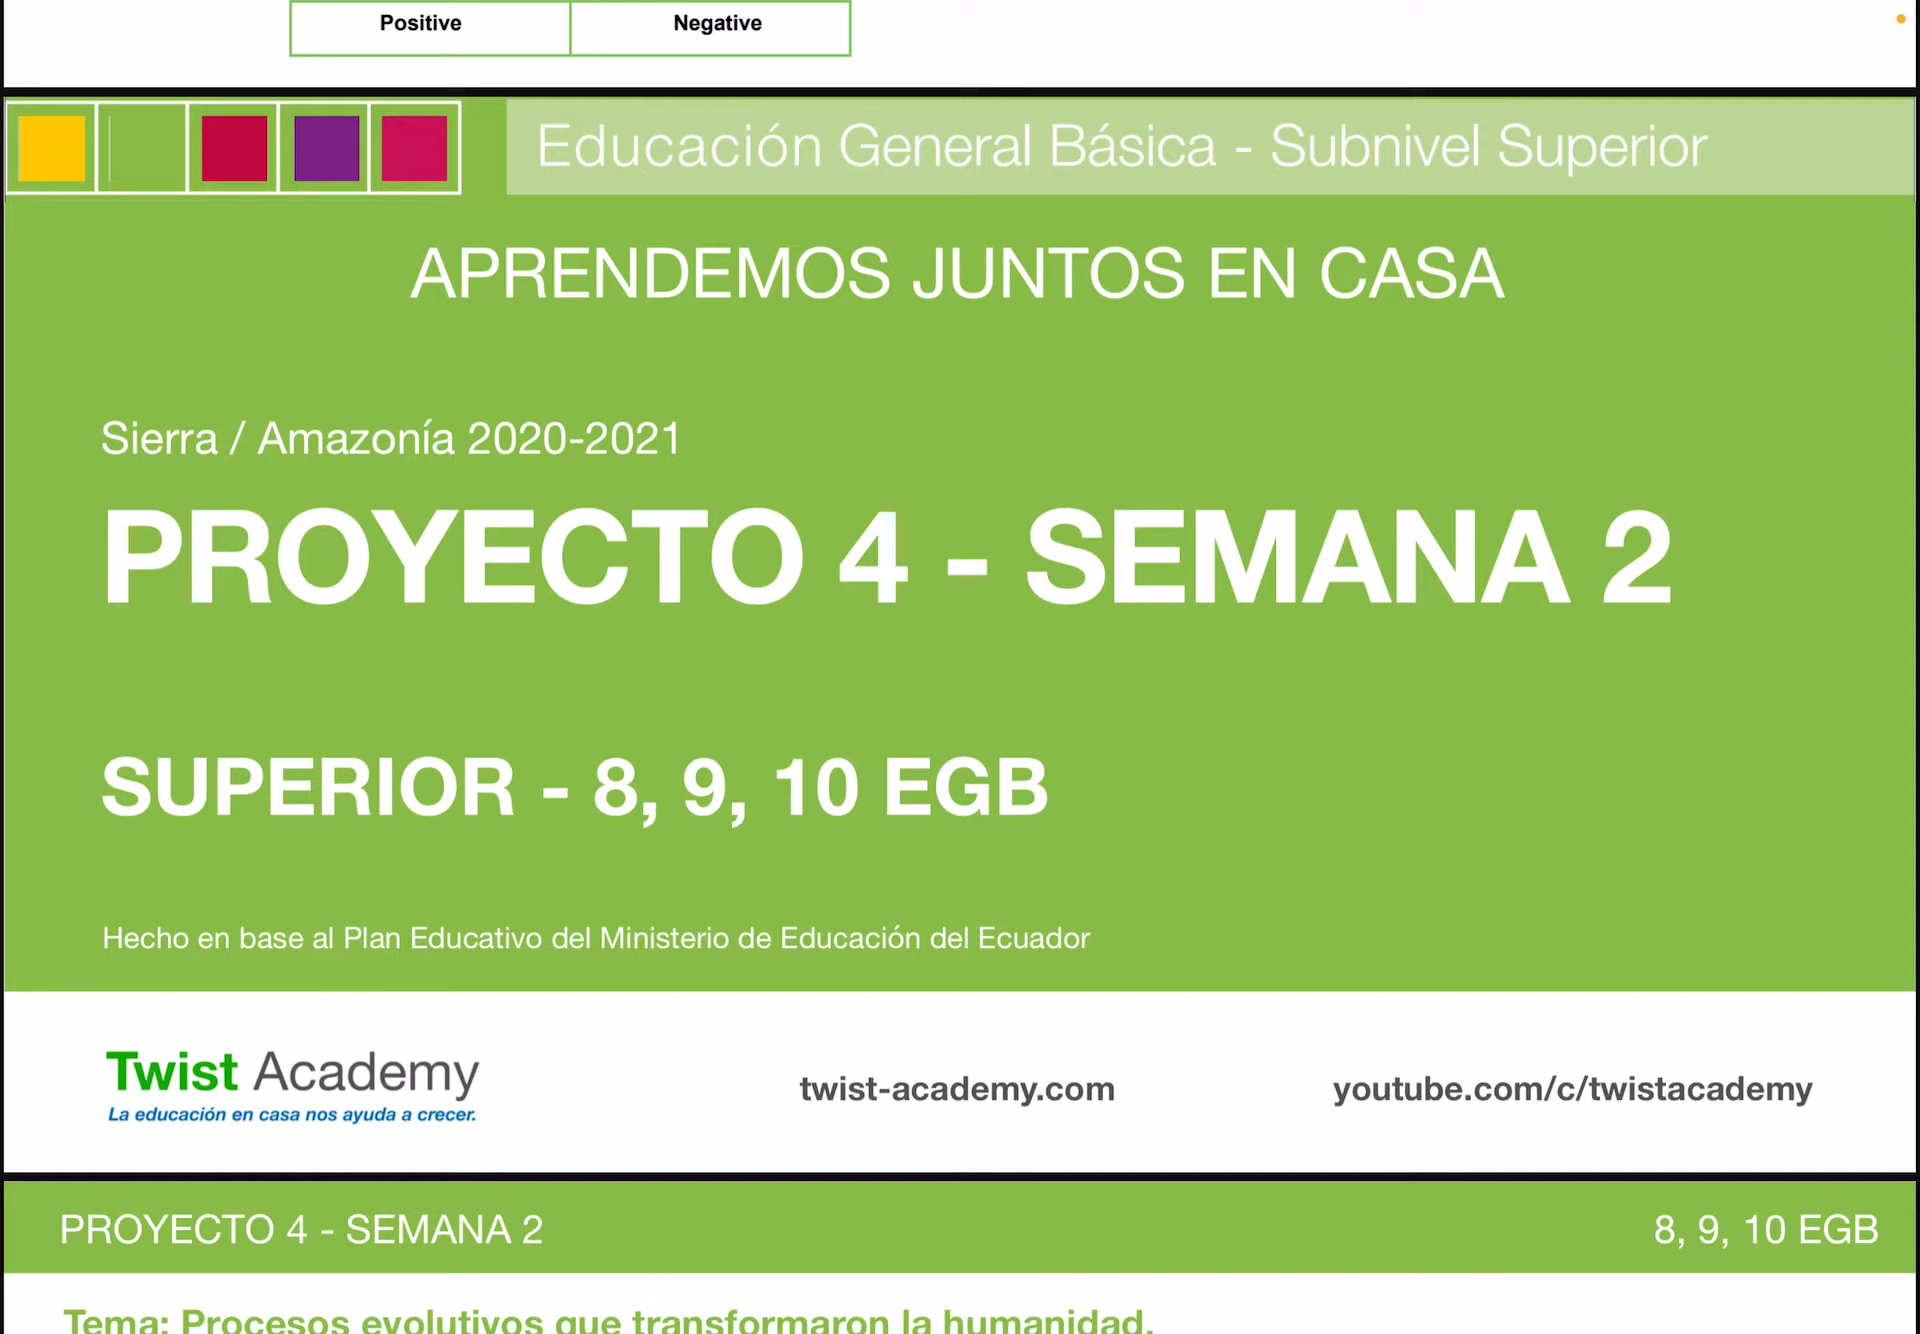 Positive Negative
Educación General Básica - Subnivel Superior
APRENDEMOS JUNTOS EN CASA
Sierra / Amazonía 2020-2021
PROYECTO 4 - SEMANA 2
SUPERIOR - 8, 9, 10 EGB
Hecho en base al Plan Educativo del Ministerio de Educación del Ecuador
Twist Academy
La educación en casa nos ayuda a crecer.
twist-academy.com
youtube.com/c/twistacademy
PROYECTO 4 - SEMANA 2 8, 9, 10 EGB
Tema: Procesos evolutivos que transformaron la humanidad.